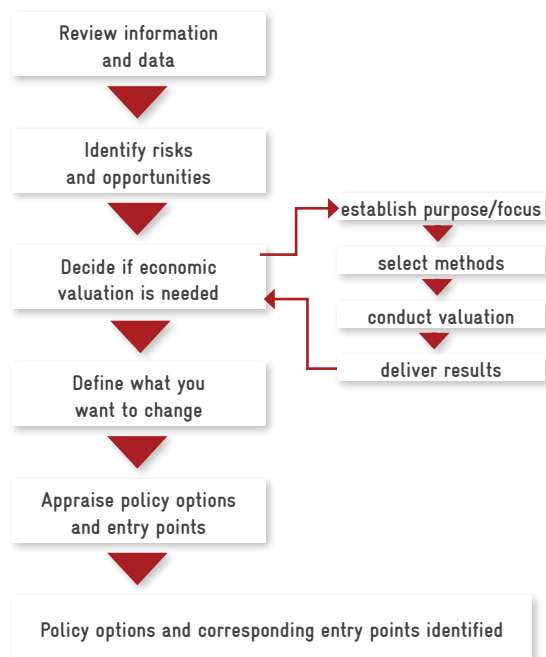 Review information
and data
Identify risks
and opportunities
Decide if economic
valuation is needed
establish purpose/focus
select methods
conduct valuation
deliver results
Define what you
want to change
Appraise policy options
and entry points
Policy options and corresponding entry points identified